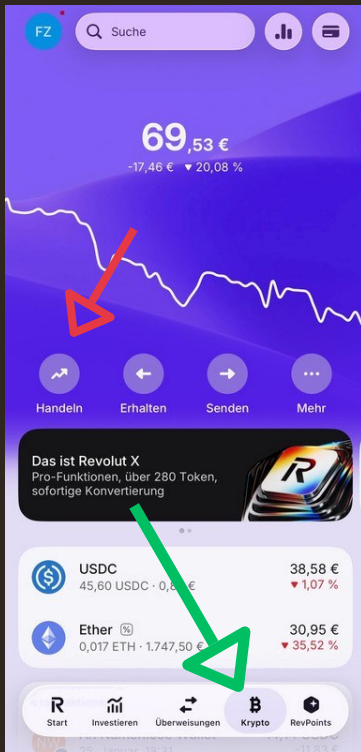 FZ
Suche
69,53 €
-17,46 € ▼ 20,08 %
Handeln
Erhalten
Senden
Mehr
Das ist Revolut X
Pro-Funktionen, über 280 Token,
sofortige Konvertierung
R
USDC
38,58 €
45,60 USDC
▼ 1,07 %
Ether %
30,95 €
0,017 ETH · 1.747,50 €
▼ 35,52 %
Start
Investieren
Überweisungen
Krypto
RevPoints